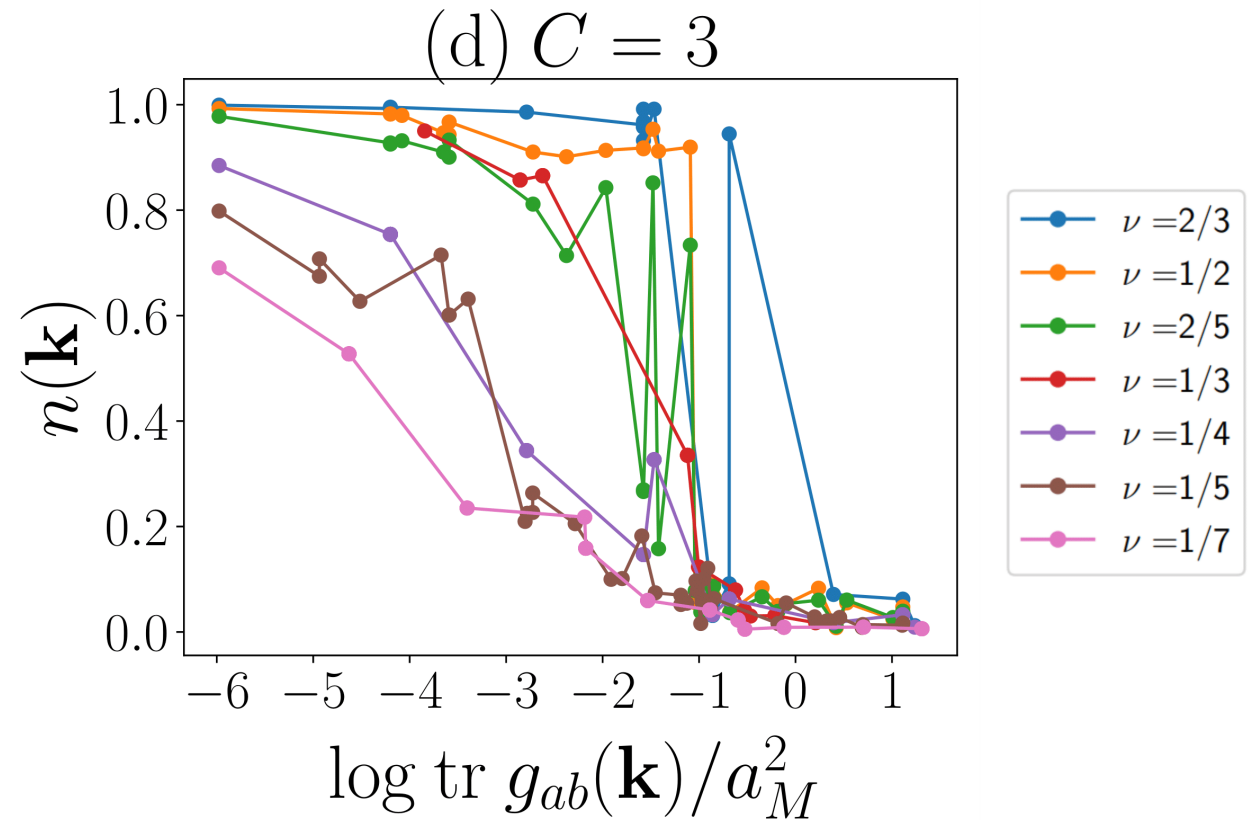 (d) C = 3
n(k)
1.0
0.8
0.6
0.4
0.2
0.0
−6 −5 −4 −3 −2 −1 0 1
log tr g_{ab}(k)/a_M^2
ν =2/3
ν =1/2
ν =2/5
ν =1/3
ν =1/4
ν =1/5
ν =1/7